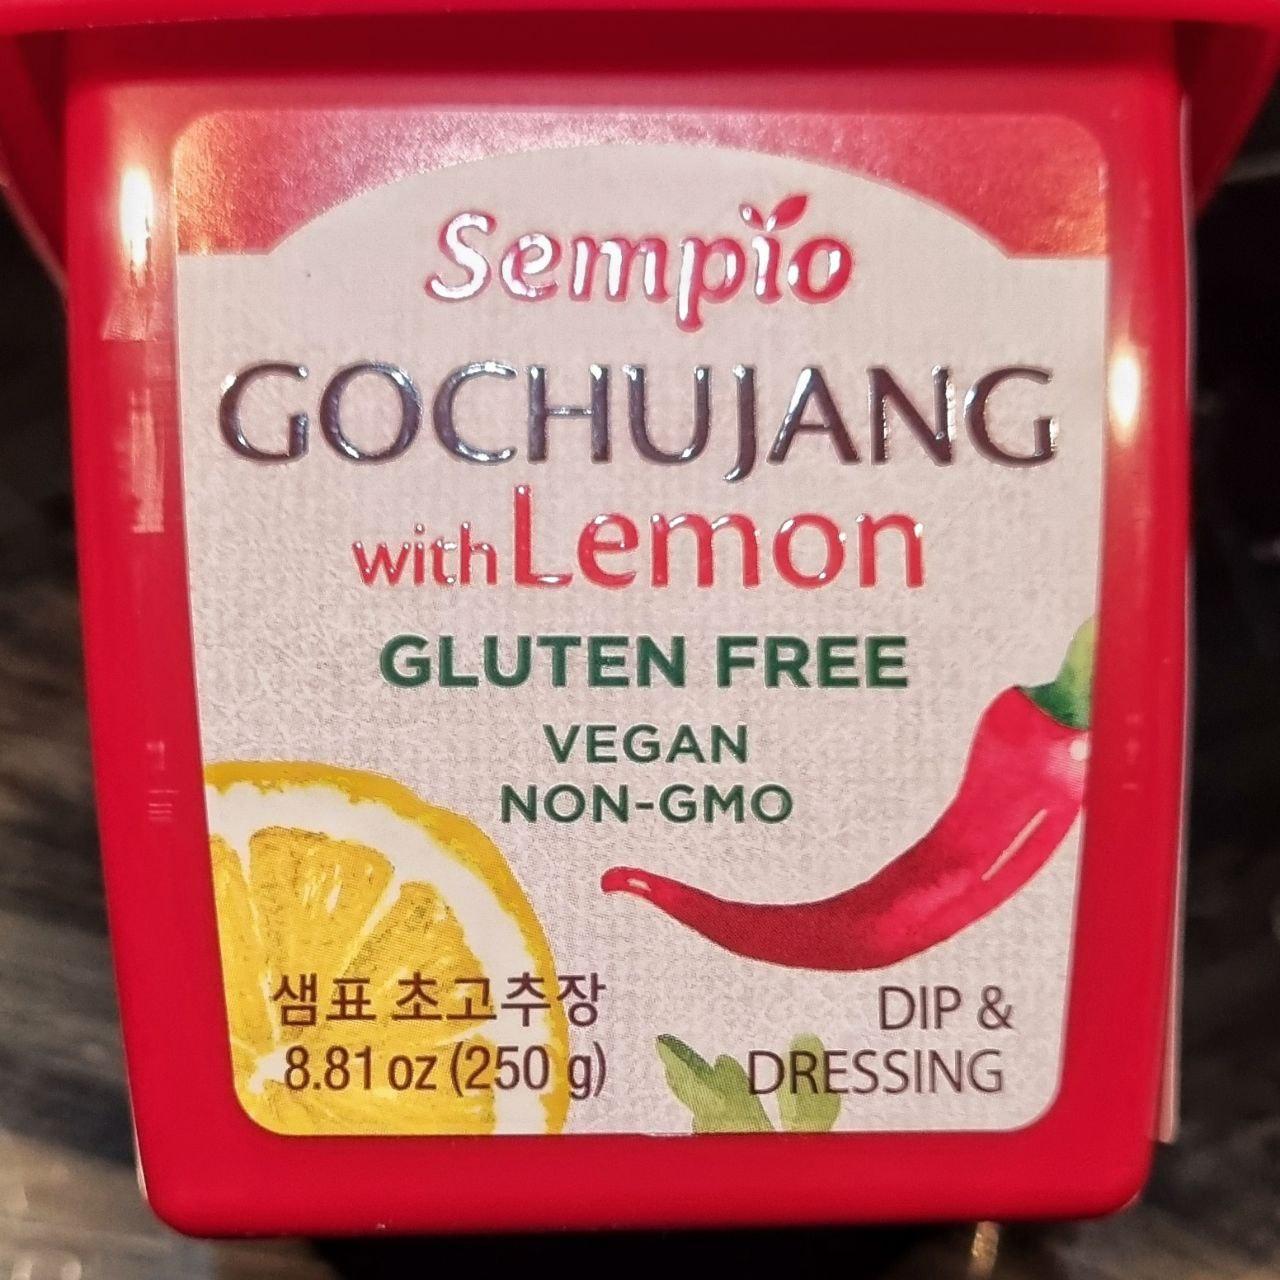 Sempio
GOCHUJANG
with Lemon
GLUTEN FREE
VEGAN
NON-GMO
샘표 초고추장
8.81 oz (250 g)
DIP &
DRESSING